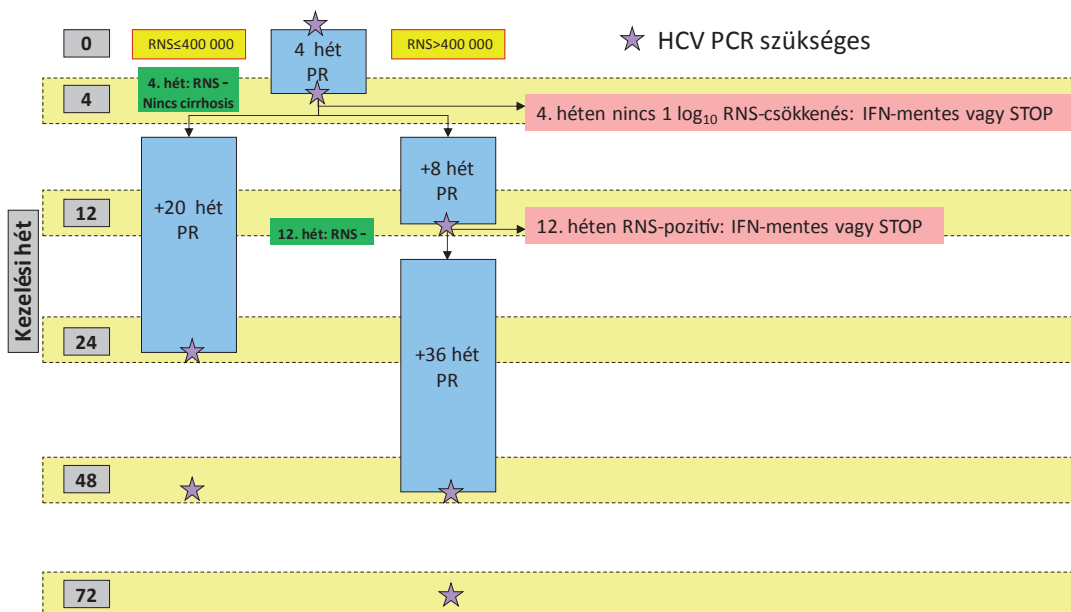 0
RNS≤400 000
4 hét
PR
RNS>400 000
HCV PCR szükséges
4. hét: RNS –
Nincs cirrhosis
4
4. héten nincs 1 log₁₀ RNS-csökkenés: IFN-mentes vagy STOP
+20 hét
PR
+8 hét
PR
12
12. hét: RNS –
12. héten RNS-pozitív: IFN-mentes vagy STOP
Kezelési hét
24
+36 hét
PR
48
72